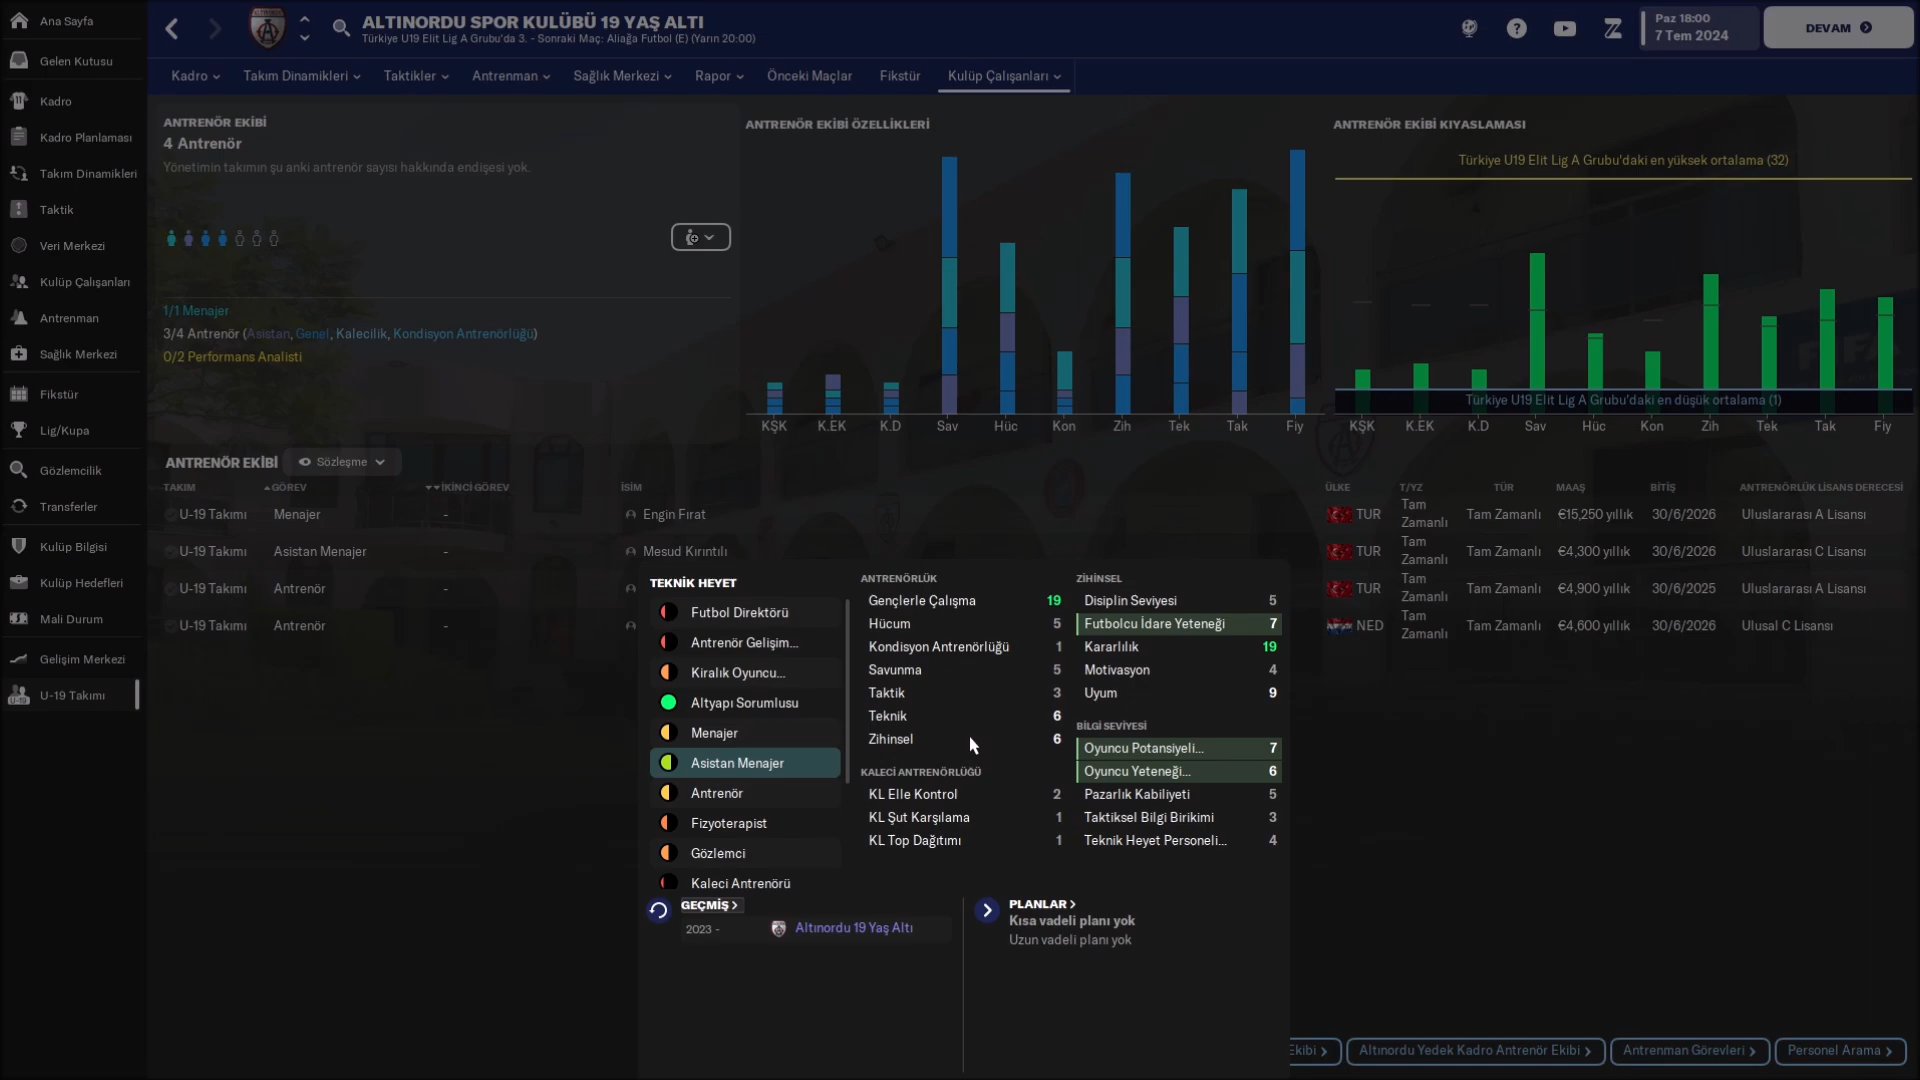 Ana Sayfa
Gelen Kutusu
Kadro
Kadro Planlaması
Takım Dinamikleri
Taktik
Veri Merkezi
Kulüp Çalışanları
Antrenman
Sağlık Merkezi
Fikstür
Lig/Kupa
Gözlemcilik
Transferler
Kulüp Bilgisi
Kulüp Hedefleri
Mali Durum
Gelişim Merkezi
U-19 Takımı
ALTINORDU SPOR KULÜBÜ 19 YAŞ ALTI
Türkiye U19 Elit Lig A Grubu'da 3. - Sonraki Maç: Aliağa Futbol (E) (Yarın 20:00)
Paz 18:00
7 Tem 2024
DEVAM
Kadro
Takım Dinamikleri
Taktikler
Antrenman
Sağlık Merkezi
Rapor
Önceki Maçlar
Fikstür
Kulüp Çalışanları
ANTRENÖR EKİBİ
4 Antrenör
Yönetimin takımın şu anki antrenör sayısı hakkında endişesi yok.
1/1 Menajer
3/4 Antrenör (Asistan, Genel, Kalecilik, Kondisyon Antrenörlüğü)
0/2 Performans Analisti
ANTRENÖR EKİBİ ÖZELLİKLERİ
KŞK K.EK K.D Sav Hüc Kon Zih Tek Tak Fiy
ANTRENÖR EKİBİ KIYASLAMASI
Türkiye U19 Elit Lig A Grubu'daki en yüksek ortalama (32)
Türkiye U19 Elit Lig A Grubu'daki en düşük ortalama (1)
KŞK K.EK K.D Sav Hüc Kon Zih Tek Tak Fiy
ANTRENÖR EKİBİ Sözleşme
TAKIM GÖREV İKİNCİ GÖREV İSİM ÜLKE T/YZ TÜR MAAŞ BİTİŞ ANTRENÖRLÜK LİSANS DERECESİ
U-19 Takımı Menajer - Engin Fırat TUR Tam Zamanlı Tam Zamanlı €15,250 yıllık 30/6/2026 Uluslararası A Lisansı
U-19 Takımı Asistan Menajer - Mesud Kırıntılı TUR Tam Zamanlı Tam Zamanlı €4,300 yıllık 30/6/2026 Uluslararası C Lisansı
U-19 Takımı Antrenör - TUR Tam Zamanlı Tam Zamanlı €4,900 yıllık 30/6/2025 Uluslararası A Lisansı
U-19 Takımı Antrenör - NED Tam Zamanlı Tam Zamanlı €4,600 yıllık 30/6/2026 Ulusal C Lisansı
TEKNİK HEYET
Futbol Direktörü
Antrenör Gelişim...
Kiralık Oyuncu...
Altyapı Sorumlusu
Menajer
Asistan Menajer
Antrenör
Fizyoterapist
Gözlemci
Kaleci Antrenörü
ANTRENÖRLÜK
Gençlerle Çalışma 19
Hücum 5
Kondisyon Antrenörlüğü 1
Savunma 5
Taktik 3
Teknik 6
Zihinsel 6
KALECİ ANTRENÖRLÜĞÜ
KL Elle Kontrol 2
KL Şut Karşılama 1
KL Top Dağıtımı 1
ZİHİNSEL
Disiplin Seviyesi 5
Futbolcu İdare Yeteneği 7
Kararlılık 19
Motivasyon 4
Uyum 9
BİLGİ SEVİYESİ
Oyuncu Potansiyeli... 7
Oyuncu Yeteneği... 6
Pazarlık Kabiliyeti 5
Taktiksel Bilgi Birikimi 3
Teknik Heyet Personeli... 4
GEÇMİŞ >
2023 - Altınordu 19 Yaş Altı
PLANLAR >
Kısa vadeli planı yok
Uzun vadeli planı yok
Ekibi >
Altınordu Yedek Kadro Antrenör Ekibi >
Antrenman Görevleri >
Personel Arama >